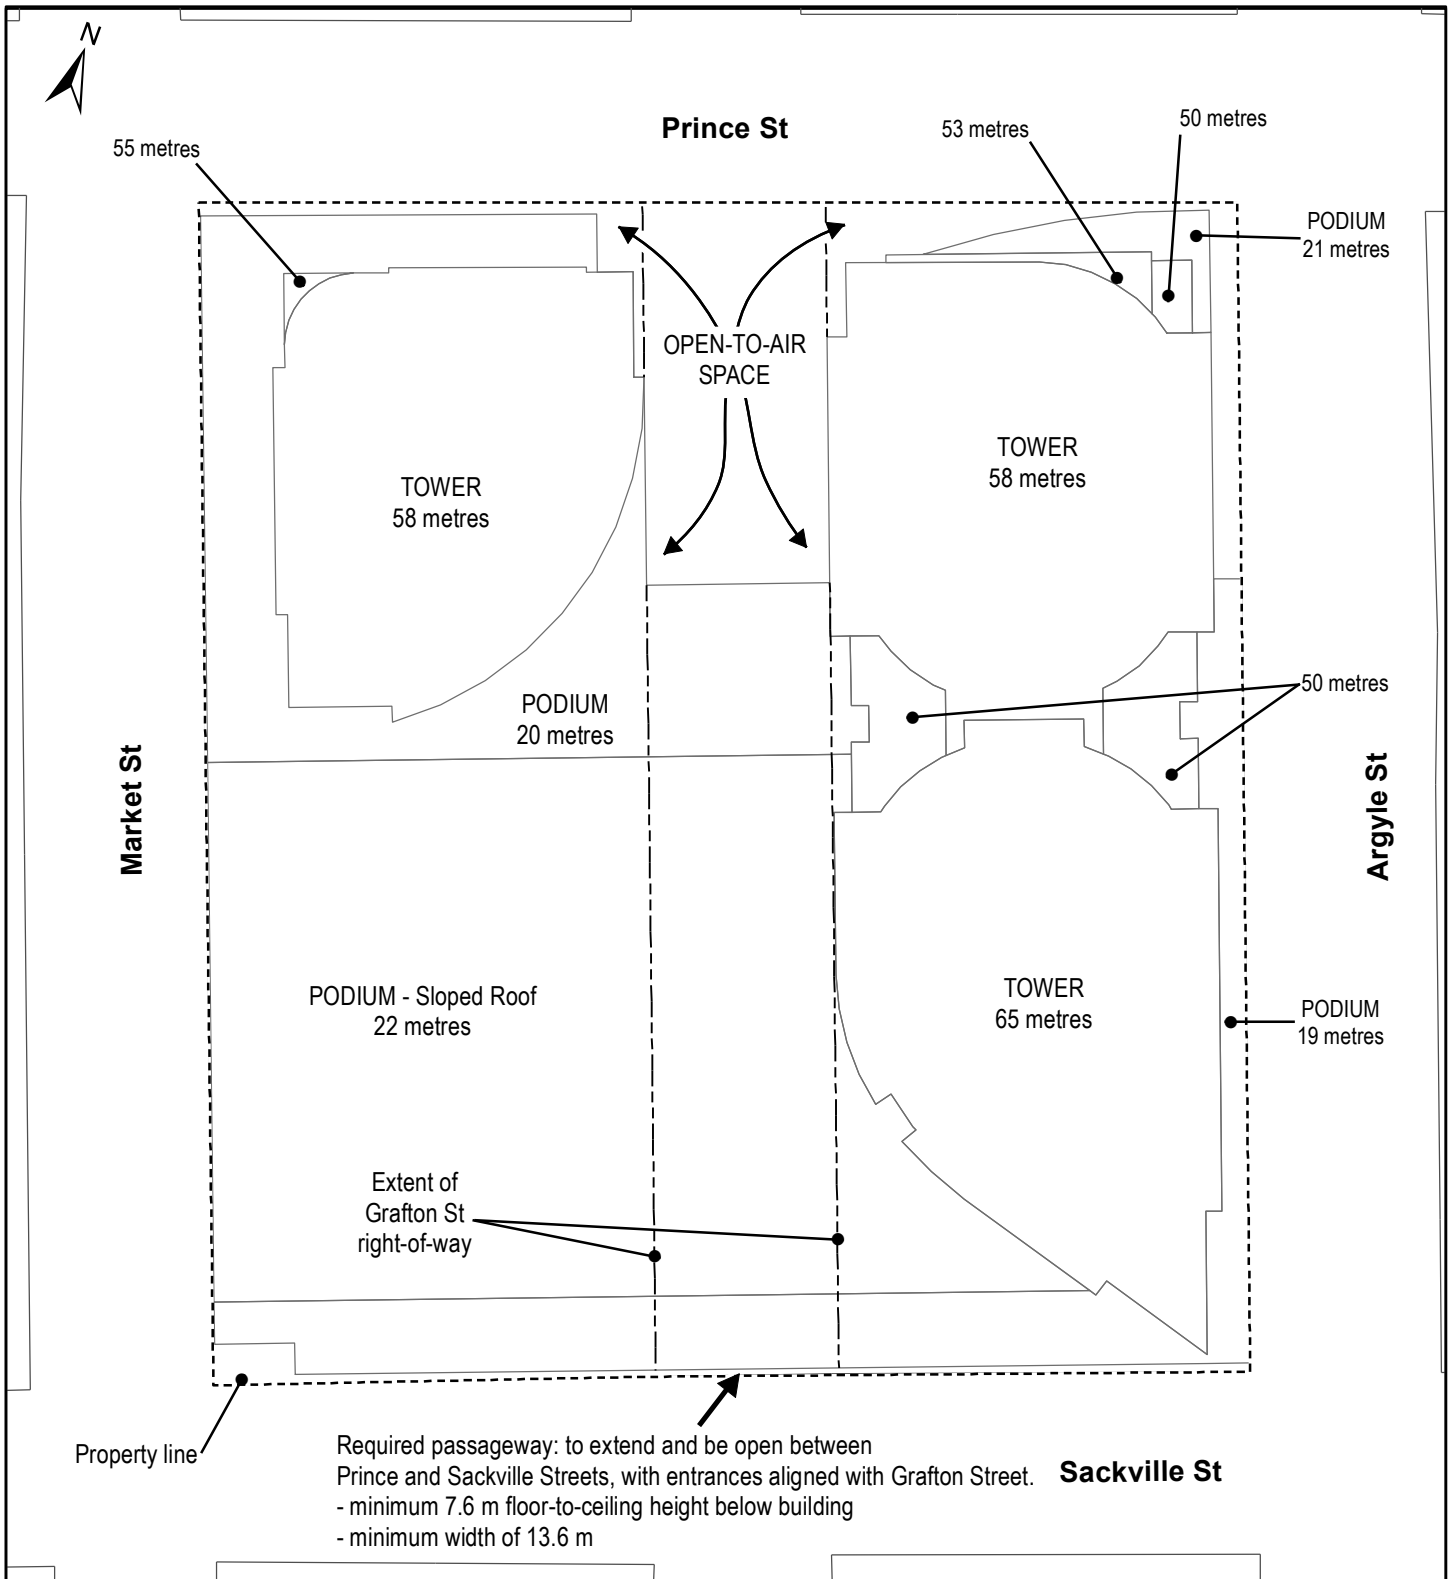 N
Prince St
55 metres
53 metres
50 metres
PODIUM
21 metres
OPEN-TO-AIR
SPACE
TOWER
58 metres
TOWER
58 metres
PODIUM
20 metres
50 metres
Market St
Argyle St
PODIUM - Sloped Roof
22 metres
TOWER
65 metres
PODIUM
19 metres
Extent of
Grafton St
right-of-way
Property line
Required passageway: to extend and be open between
Prince and Sackville Streets, with entrances aligned with Grafton Street.
- minimum 7.6 m floor-to-ceiling height below building
- minimum width of 13.6 m
Sackville St